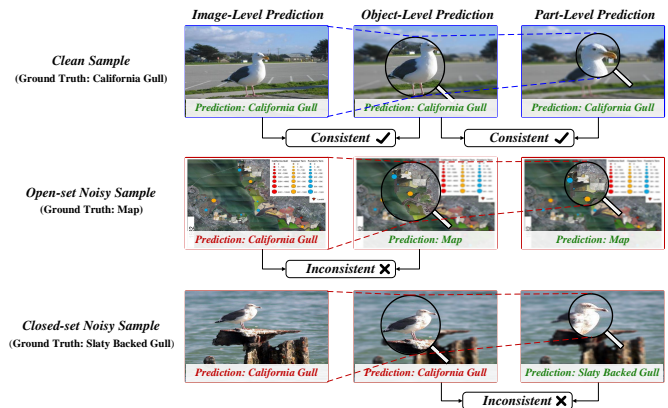 Image-Level Prediction Object-Level Prediction Part-Level Prediction
Clean Sample
(Ground Truth: California Gull)
Prediction: California Gull Prediction: California Gull Prediction: California Gull
Consistent ✓ Consistent ✓
Open-set Noisy Sample
(Ground Truth: Map)
Prediction: California Gull Prediction: Map Prediction: Map
Inconsistent ✗
Closed-set Noisy Sample
(Ground Truth: Slaty Backed Gull)
Prediction: California Gull Prediction: California Gull Prediction: Slaty Backed Gull
Inconsistent ✗